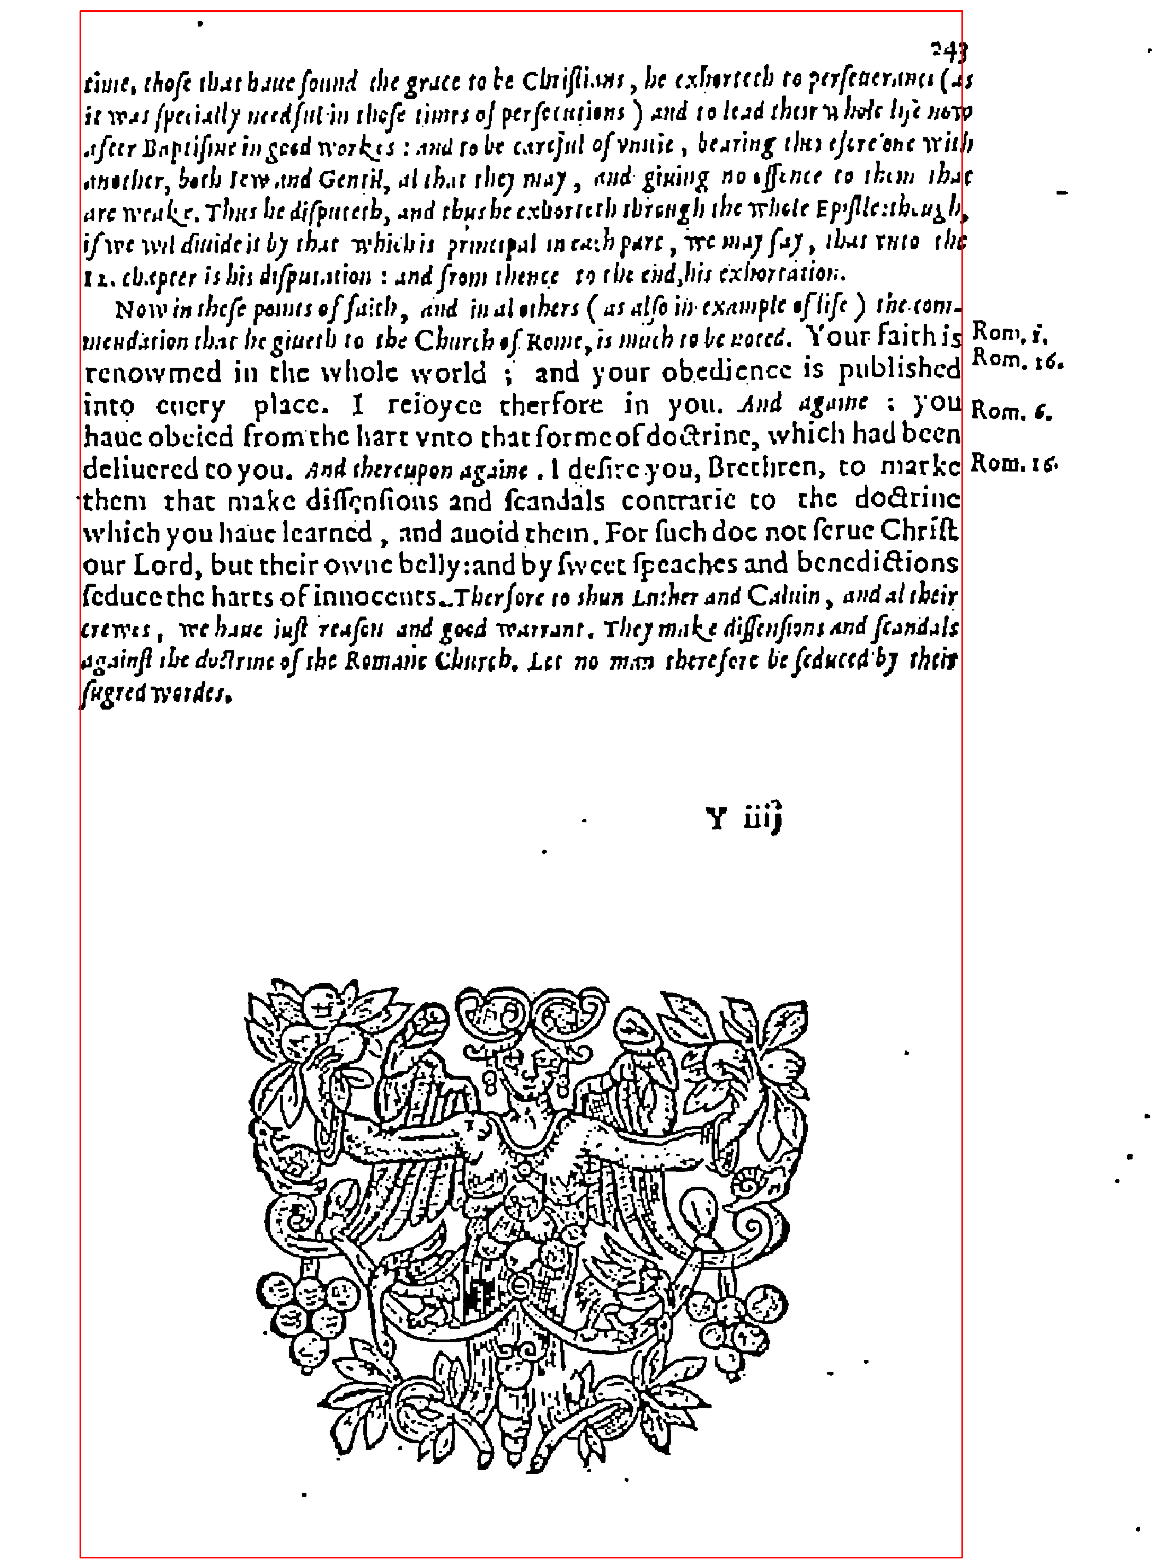 243
time, those that haue found the grace to be Christians, he exhorteth to perseuerance (as
it was specially needful in those times of persecutions) and to lead their whole life now
after Baptisme in good workes: and to be careful of vnitie, bearing therefore one with
another, both Iew and Gentil, al that they may, and giuing no offence to them that
are weake. Thus he disputeth, and thus he exhorteth through the whole Epistle: though,
if we wil diuide it by that which is principal in each part, we may say, that vnto the
12. chapter is his disputation: and from thence to the end, his exhortation.
Now in these points of faith, and in al others (as also in example of life) the com-
mendation that he giueth to the Church of Rome, is much to be noted. Your faith is
renowmed in the whole world; and your obedience is published
into euery place. I reioyce therfore in you. And againe: you
haue obeied from the hart vnto that forme of doctrine, which had been
deliuered to you. And thereupon againe. I desire you, Brethren, to marke
them that make dissensions and scandals contrarie to the doctrine
which you haue learned, and auoid them. For such doe not serue Christ
our Lord, but their owne belly: and by sweet speaches and benedictions
seduce the harts of innocents. Therfore to shun Luther and Caluin, and al their
crewes, we haue iust reason and good warrant. They make dissensions and scandals
against the doctrine of the Romane Church. Let no man therefore be seduced by their
sugred wordes.
Rom. 1.
Rom. 16.
Rom. 6.
Rom. 16.
Y iiij